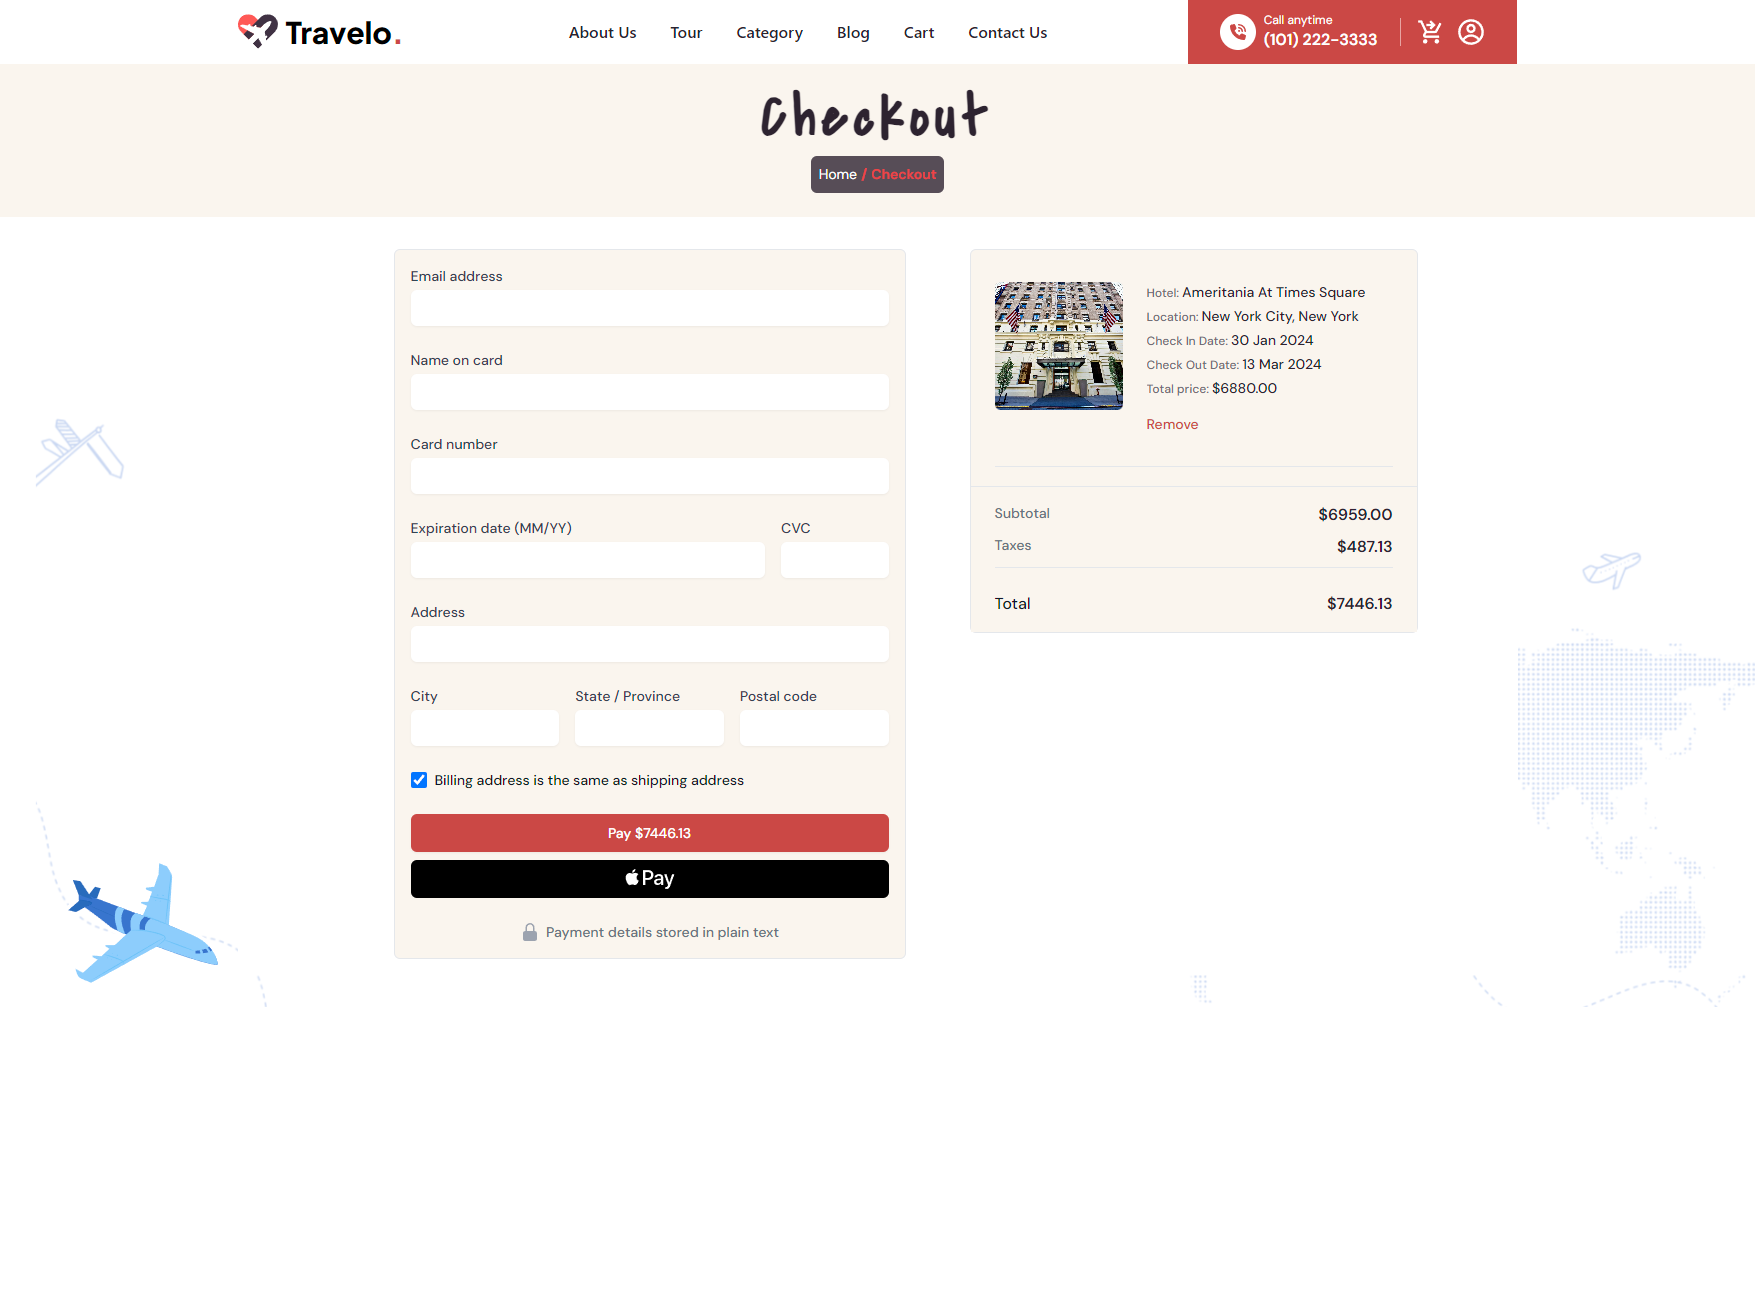 Travelo.
About Us
Tour
Category
Blog
Cart
Contact Us
Call anytime
(101) 222-3333
Checkout
Home / Checkout
Email address
Name on card
Card number
Expiration date (MM/YY)
CVC
Address
City
State / Province
Postal code
Billing address is the same as shipping address
Pay $7446.13
Pay
Payment details stored in plain text
Hotel: Ameritania At Times Square
Location: New York City, New York
Check In Date: 30 Jan 2024
Check Out Date: 13 Mar 2024
Total price: $6880.00
Remove
Subtotal $6959.00
Taxes $487.13
Total $7446.13